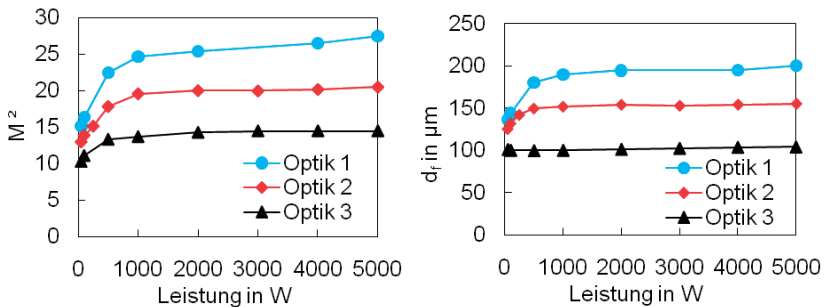 30
25
20
15
10
5
0
M ²
Optik 1
Optik 2
Optik 3
0 1000 2000 3000 4000 5000
Leistung in W
250
200
150
100
50
0
df in µm
Optik 1
Optik 2
Optik 3
0 1000 2000 3000 4000 5000
Leistung in W